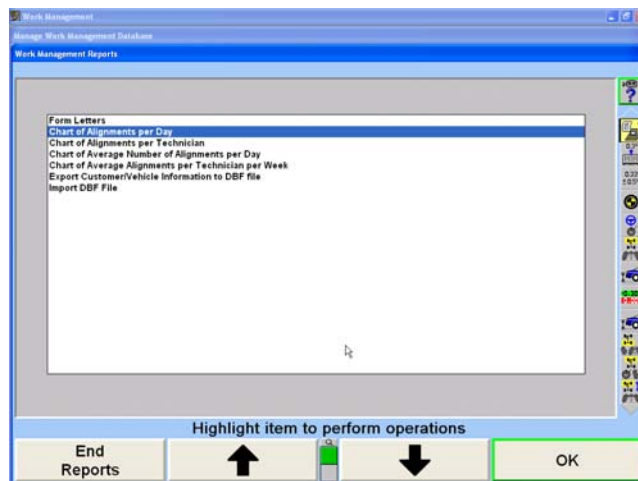 Work Management
Manage Work Management Database
Work Management Reports
Form Letters
Chart of Alignments per Day
Chart of Alignments per Technician
Chart of Average Number of Alignments per Day
Chart of Average Alignments per Technician per Week
Export Customer/Vehicle Information to DBF file
Import DBF File
Highlight item to perform operations
End
Reports
OK